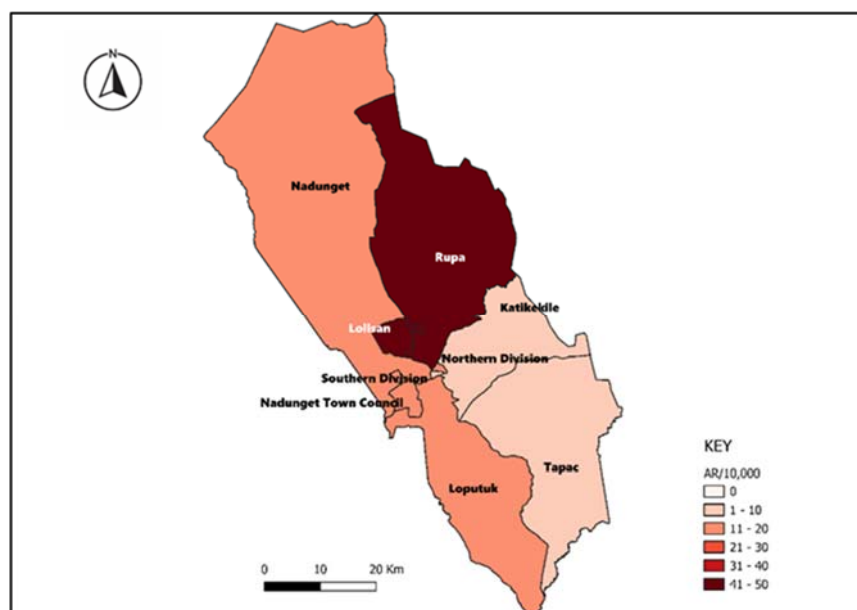 N
Nadunget
Rupa
Katikekile
Lolisan
Northern Division
Southern Division
Nadunget Town Council
Tapac
Loputuk
KEY
AR/10,000
0
1 - 10
11 - 20
21 - 30
31 - 40
41 - 50
0 10 20 Km